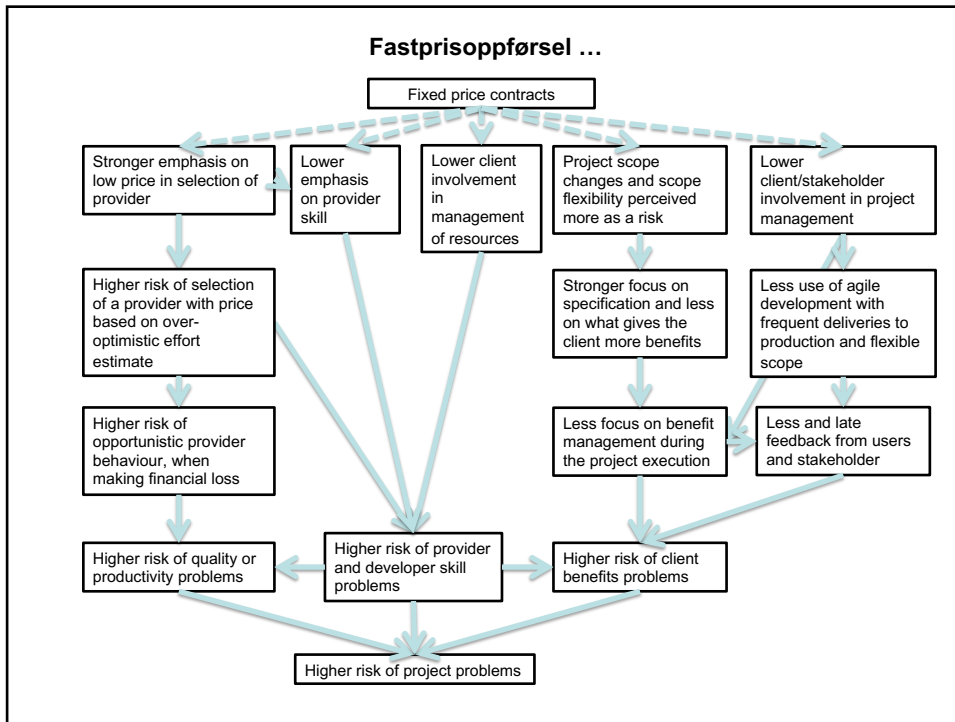 Fastprisoppførsel ...
Fixed price contracts
Stronger emphasis on
low price in selection of
provider
Lower
emphasis
on provider
skill
Lower client
involvement
in
management
of resources
Project scope
changes and scope
flexibility perceived
more as a risk
Lower
client/stakeholder
involvement in project
management
Higher risk of selection
of a provider with price
based on over-
optimistic effort
estimate
Stronger focus on
specification and less
on what gives the
client more benefits
Less use of agile
development with
frequent deliveries to
production and flexible
scope
Higher risk of
opportunistic provider
behaviour, when
making financial loss
Less focus on benefit
management during
the project execution
Less and late
feedback from users
and stakeholder
Higher risk of quality or
productivity problems
Higher risk of provider
and developer skill
problems
Higher risk of client
benefits problems
Higher risk of project problems